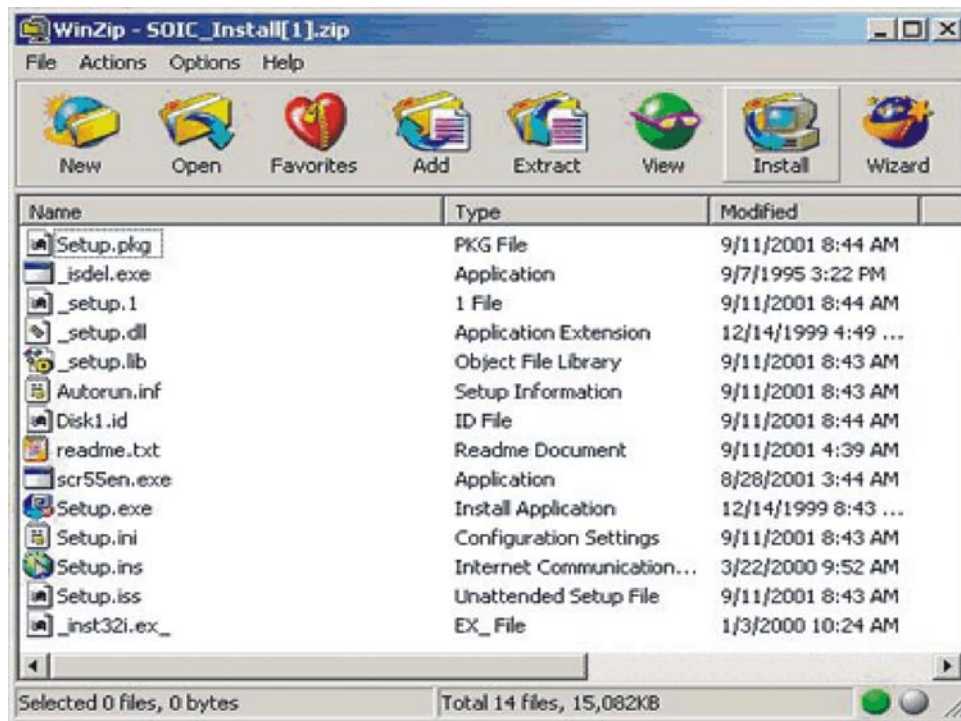 WinZip - SOIC_Install[1].zip
File Actions Options Help
New Open Favorites Add Extract View Install Wizard
Name Type Modified
Setup.pkg PKG File 9/11/2001 8:44 AM
_isdel.exe Application 9/7/1995 3:22 PM
_setup.1 1 File 9/11/2001 8:44 AM
_setup.dll Application Extension 12/14/1999 4:49 ...
_setup.lib Object File Library 9/11/2001 8:43 AM
Autorun.inf Setup Information 9/11/2001 8:43 AM
Disk1.id ID File 9/11/2001 8:44 AM
readme.txt Readme Document 9/11/2001 4:39 AM
scr55en.exe Application 8/28/2001 3:44 AM
Setup.exe Install Application 12/14/1999 8:43 ...
Setup.ini Configuration Settings 9/11/2001 8:43 AM
Setup.ins Internet Communication... 3/22/2000 9:52 AM
Setup.iss Unattended Setup File 9/11/2001 8:43 AM
_inst32i.ex_ EX_ File 1/3/2000 10:24 AM
Selected 0 files, 0 bytes Total 14 files, 15,082KB